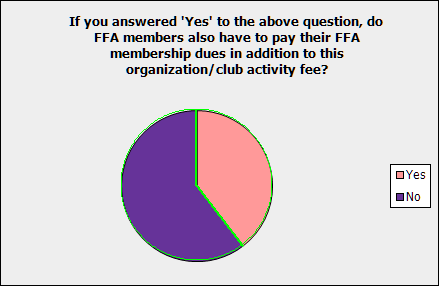 If you answered 'Yes' to the above question, do
FFA members also have to pay their FFA
membership dues in addition to this
organization/club activity fee?
Yes
No